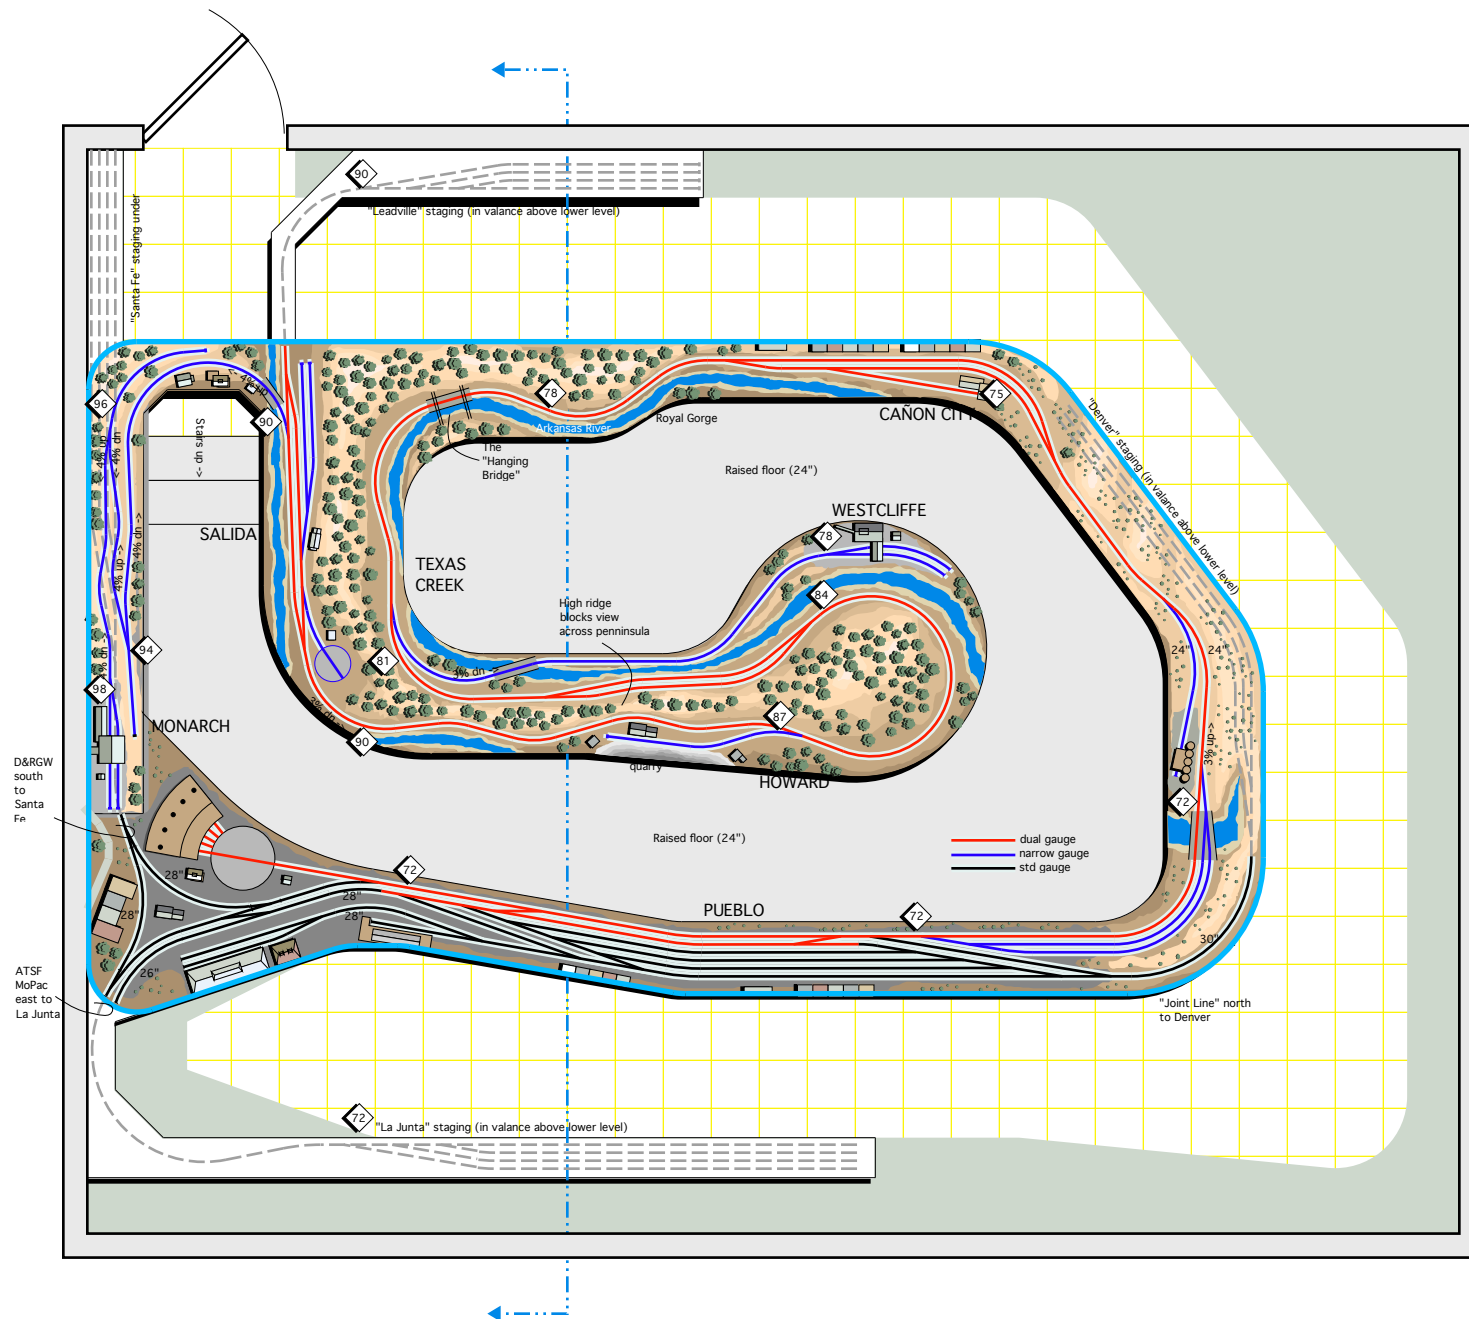 90
"Leadville" staging (in valance above lower level)
"Santa Fe" staging under
<- 4% up
96
90
4% up
<- 4% dn
Stairs up ->
78
Arkansas River
Royal Gorge
The
"Hanging
Bridge"
CAÑON CITY
75
"Denver" staging (in valance above lower level)
Raised floor (24")
WESTCLIFFE
78
SALIDA
4% dn ->
4% up ->
TEXAS
CREEK
84
High ridge
blocks view
across penninsula
94
81
3% dn ->
4% dn
98
24"
24"
MONARCH
3% dn ->
87
90
quarry
HOWARD
3% up->
D&RGW
south
to
Santa
Fe
72
Raised floor (24")
dual gauge
narrow gauge
std gauge
72
28"
28"
28"
28"
PUEBLO
72
30"
26"
ATSF
MoPac
east to
La Junta
"Joint Line" north
to Denver
72
"La Junta" staging (in valance above lower level)